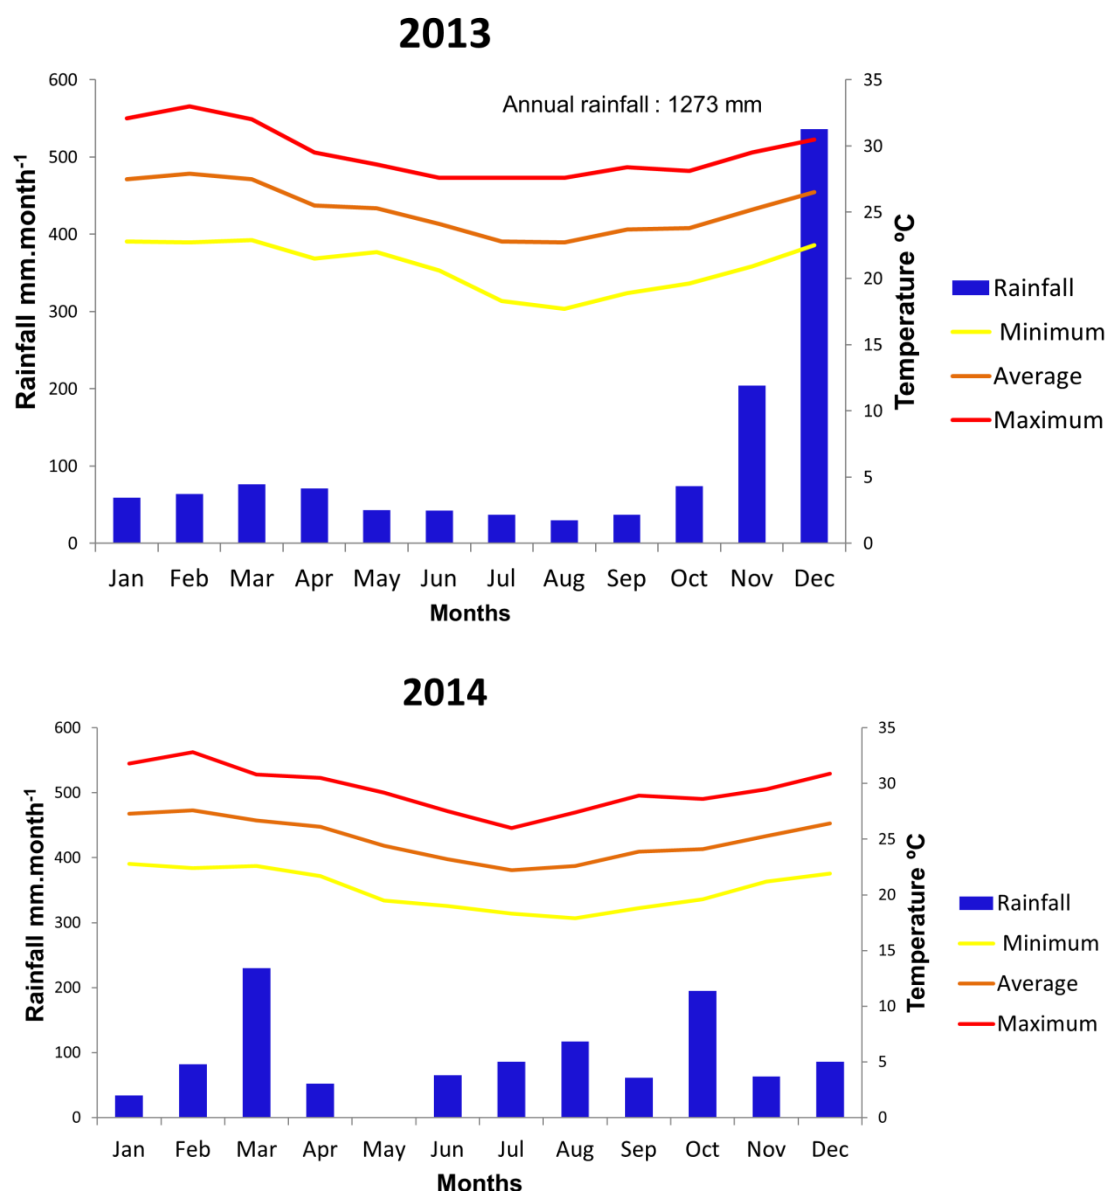 2013
Annual rainfall : 1273 mm
600
500
400
300
200
100
0
Rainfall mm.month-1
35
30
25
20
15
10
5
0
Temperature ºC
Jan Feb Mar Apr May Jun Jul Aug Sep Oct Nov Dec
Months
Rainfall
Minimum
Average
Maximum
2014
600
500
400
300
200
100
0
Rainfall mm.month-1
35
30
25
20
15
10
5
0
Temperature ºC
Jan Feb Mar Apr May Jun Jul Aug Sep Oct Nov Dec
Months
Rainfall
Minimum
Average
Maximum